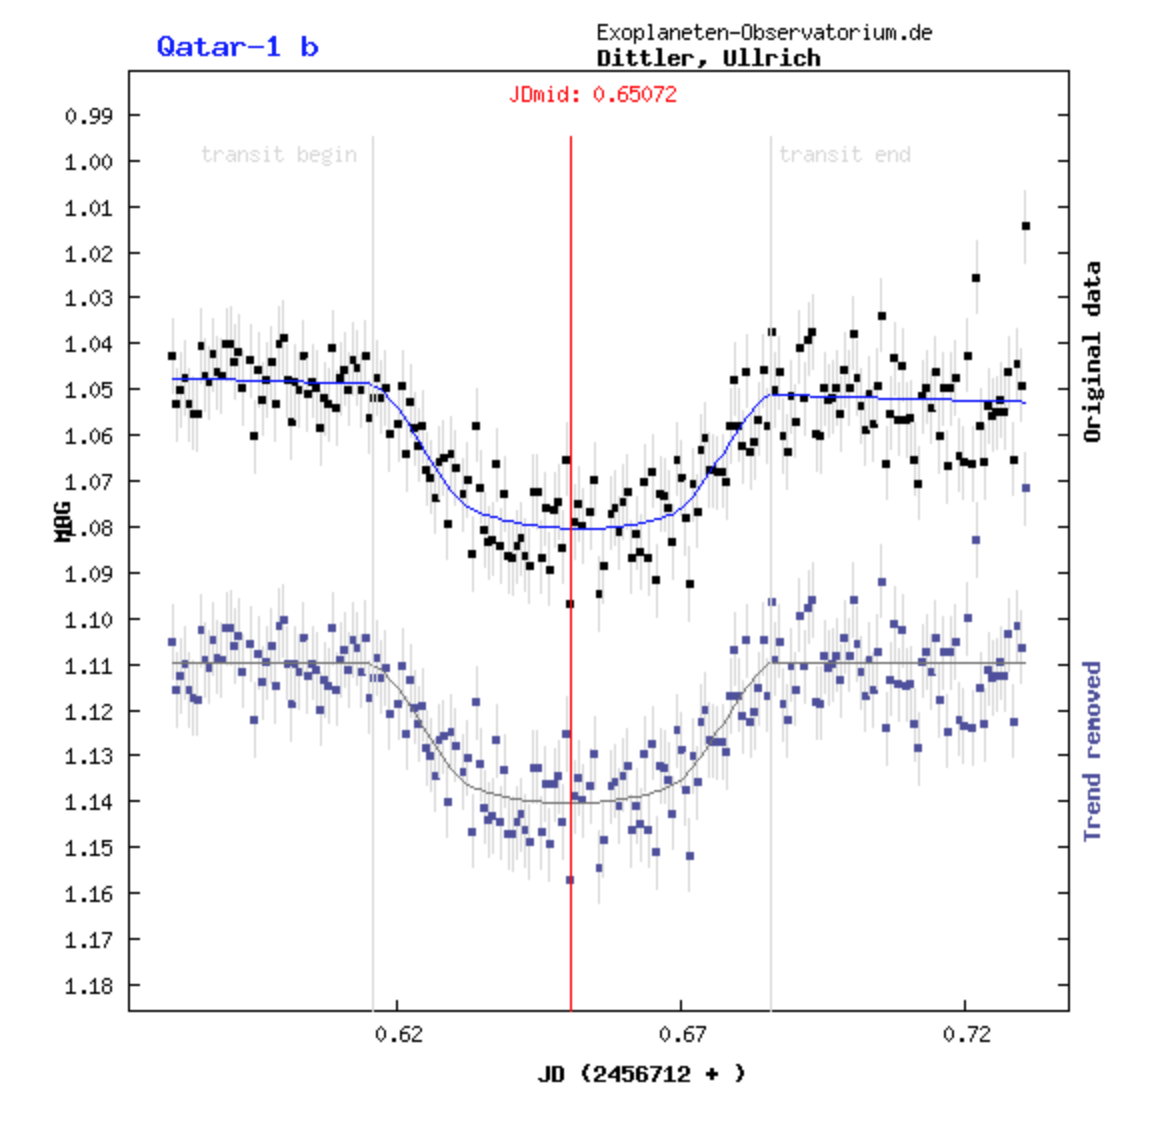 Exoplaneten-Observatorium.de
Qatar-1 b
Dittler, Ullrich
JDmid: 0.65072
transit begin
transit end
0.99
1.00
1.01
1.02
1.03
1.04
1.05
1.06
1.07
1.08
1.09
1.10
1.11
1.12
1.13
1.14
1.15
1.16
1.17
1.18
MAG
Original data
Trend removed
0.62
0.67
0.72
JD (2456712 + )